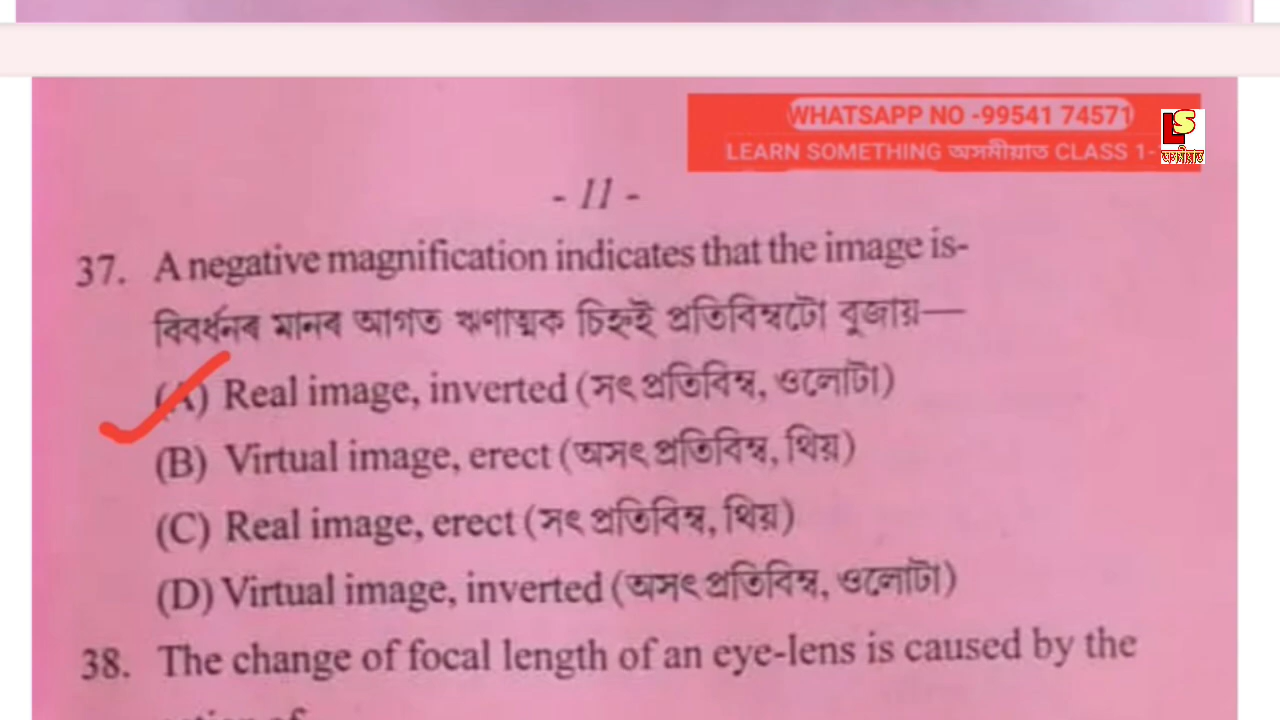 WHATSAPP NO -99541 74571
LEARN SOMETHING অসমীয়াত CLASS 1-
LS
- 11 -
37. A negative magnification indicates that the image is-
বিবৰ্ধনৰ মানৰ আগত ঋণাত্মক চিহ্নই প্ৰতিবিম্বটো বুজায়—
(A) Real image, inverted (সৎ প্ৰতিবিম্ব, ওলোটা)
(B) Virtual image, erect (অসৎ প্ৰতিবিম্ব, থিয়)
(C) Real image, erect (সৎ প্ৰতিবিম্ব, থিয়)
(D) Virtual image, inverted (অসৎ প্ৰতিবিম্ব, ওলোটা)
38. The change of focal length of an eye-lens is caused by the